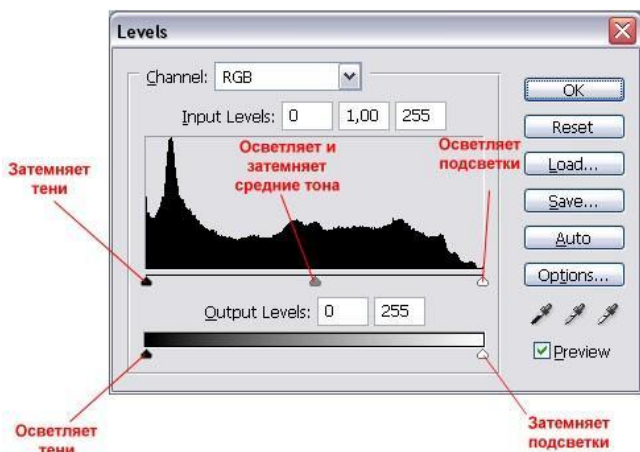 Levels
Channel: RGB
Input Levels: 0 1,00 255
OK
Reset
Load...
Save...
Auto
Options...
Preview
Осветляет и
затемняет
средние тона
Осветляет
подсветки
Затемняет
тени
Output Levels: 0 255
Осветляет
тени
Затемняет
подсветки